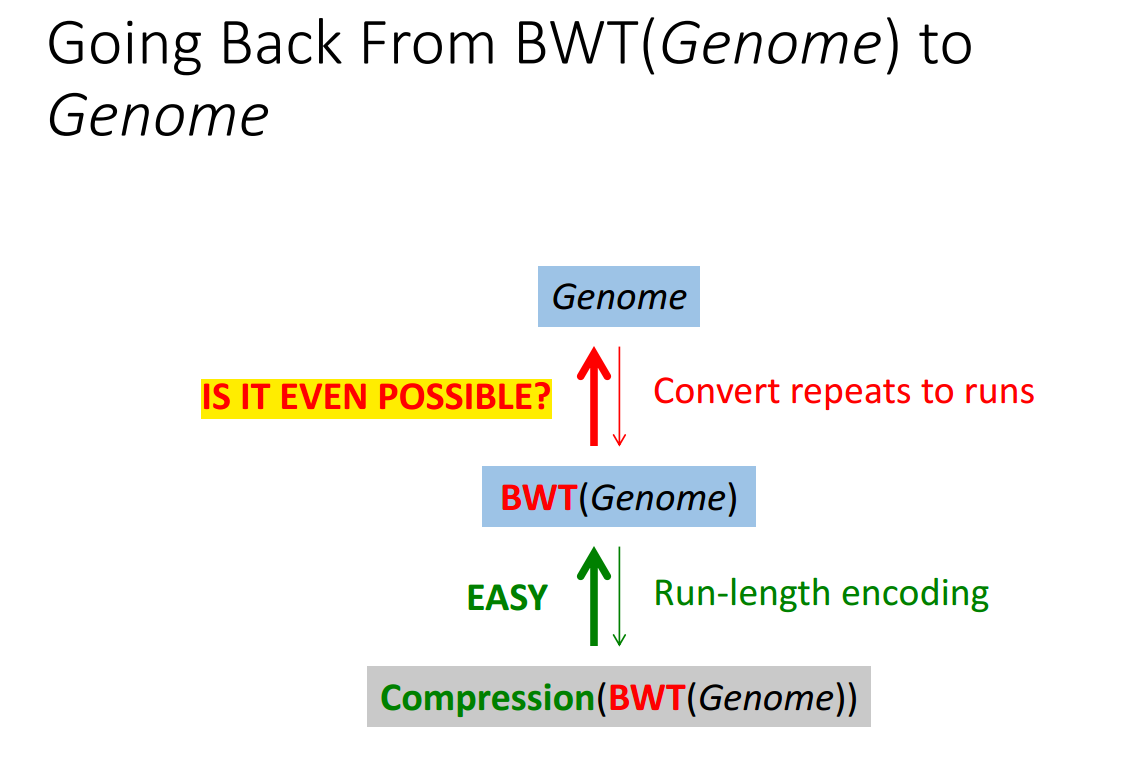 Going Back From BWT(Genome) to
Genome
Genome
IS IT EVEN POSSIBLE?
Convert repeats to runs
BWT(Genome)
EASY
Run-length encoding
Compression(BWT(Genome))